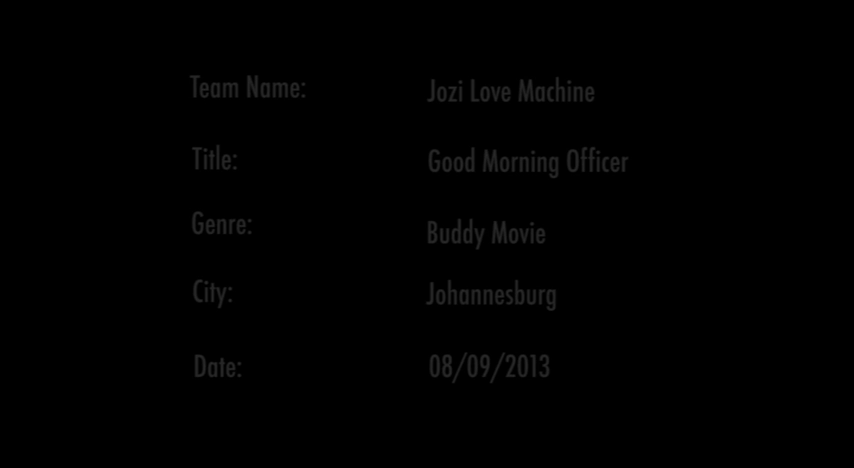 Team Name: Jozi Love Machine
Title: Good Morning Officer
Genre: Buddy Movie
City: Johannesburg
Date: 08/09/2013